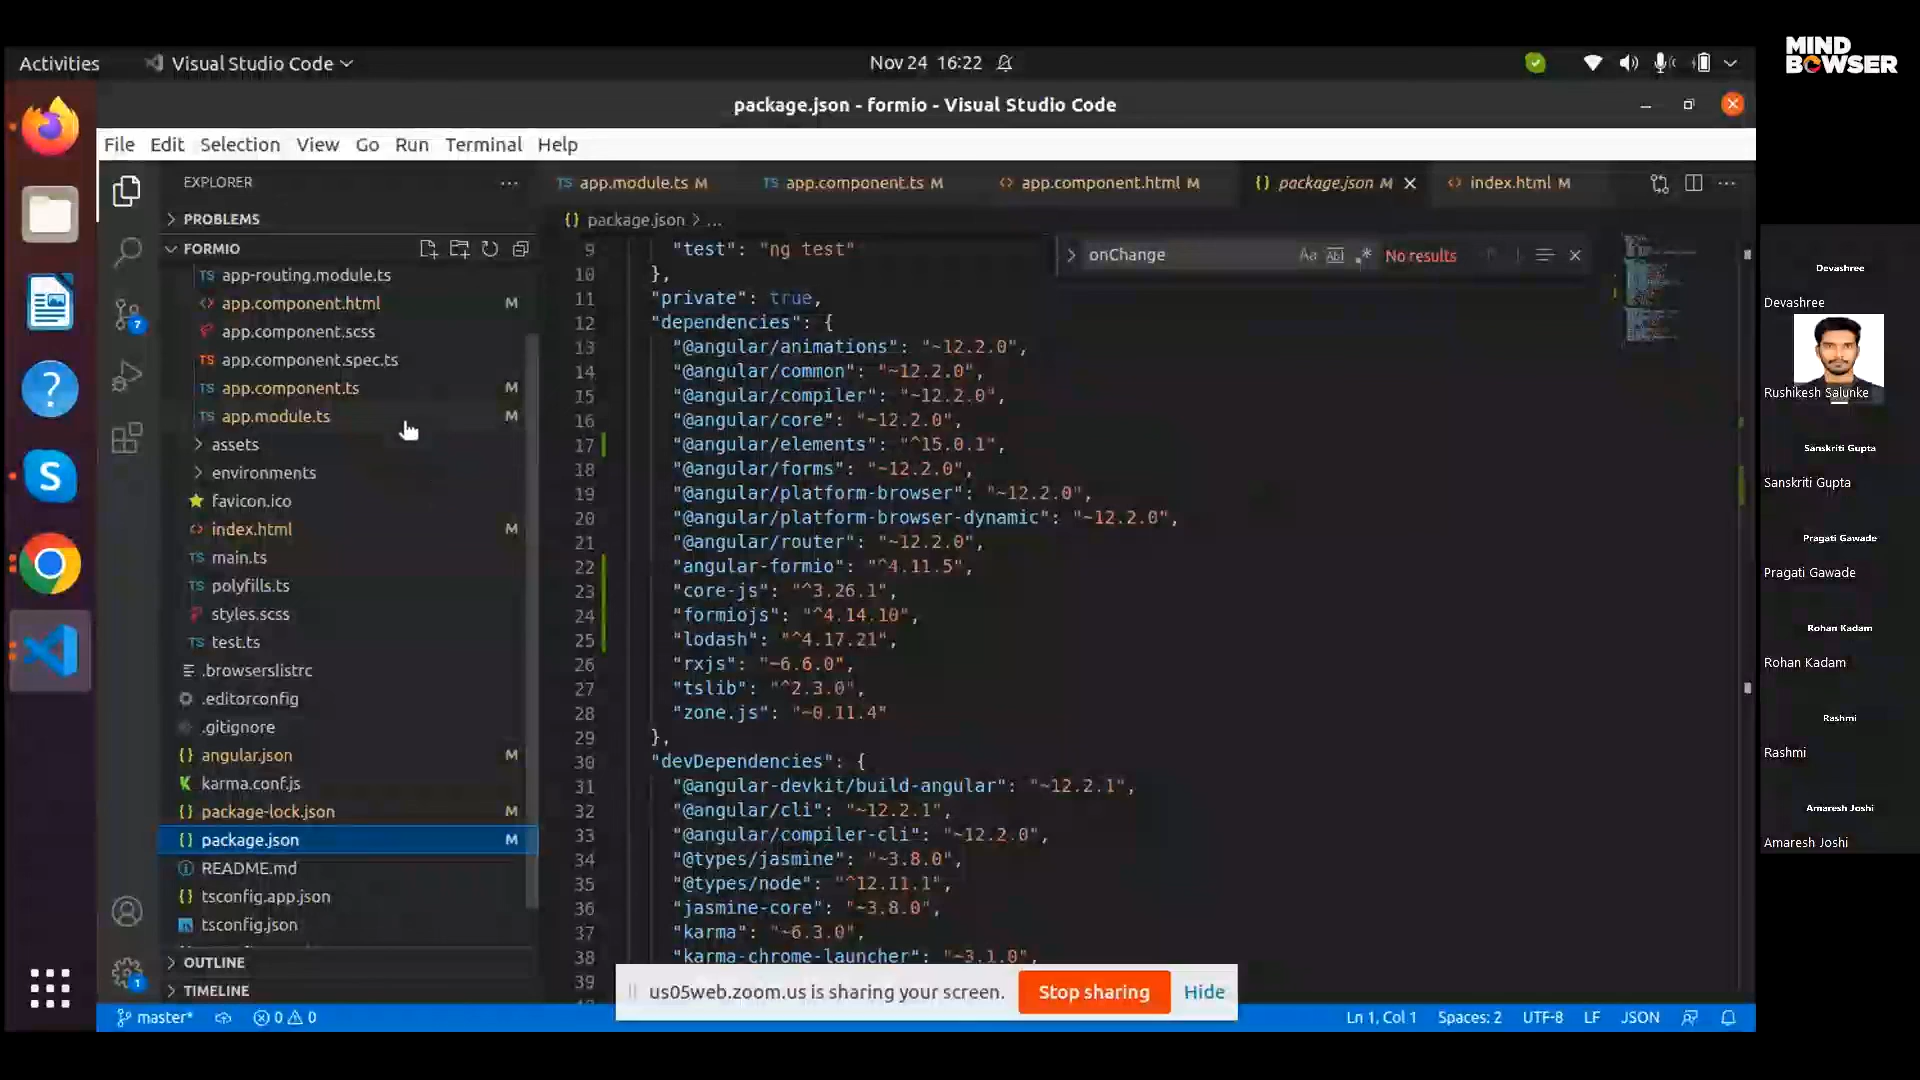 MIND
BOWSER
Activities
Visual Studio Code
Nov 24 16:22
package.json - formio - Visual Studio Code
File Edit Selection View Go Run Terminal Help
EXPLORER
PROBLEMS
FORMIO
app-routing.module.ts
app.component.html M
app.component.scss
app.component.spec.ts
app.component.ts M
app.module.ts M
assets
environments
favicon.ico
index.html M
main.ts
polyfills.ts
styles.scss
test.ts
.browserslistrc
.editorconfig
.gitignore
angular.json M
karma.conf.js
package-lock.json M
package.json M
README.md
tsconfig.app.json
tsconfig.json
OUTLINE
TIMELINE
7
1
app.module.ts M app.component.ts M app.component.html M package.json M index.html M
package.json > ...
onChange Aa No results
9 "test": "ng test"
10 },
11 "private": true,
12 "dependencies": {
13 "@angular/animations": "~12.2.0",
14 "@angular/common": "~12.2.0",
15 "@angular/compiler": "~12.2.0",
16 "@angular/core": "~12.2.0",
17 "@angular/elements": "^15.0.1",
18 "@angular/forms": "~12.2.0",
19 "@angular/platform-browser": "~12.2.0",
20 "@angular/platform-browser-dynamic": "~12.2.0",
21 "@angular/router": "~12.2.0",
22 "angular-formio": "^4.11.5",
23 "core-js": "^3.26.1",
24 "formiojs": "^4.14.10",
25 "lodash": "^4.17.21",
26 "rxjs": "~6.6.0",
27 "tslib": "^2.3.0",
28 "zone.js": "~0.11.4"
29 },
30 "devDependencies": {
31 "@angular-devkit/build-angular": "~12.2.1",
32 "@angular/cli": "~12.2.1",
33 "@angular/compiler-cli": "~12.2.0",
34 "@types/jasmine": "~3.8.0",
35 "@types/node": "^12.11.1",
36 "jasmine-core": "~3.8.0",
37 "karma": "~6.3.0",
38 "karma-chrome-launcher": "~3.1.0",
39
us05web.zoom.us is sharing your screen. Stop sharing Hide
master* 0 0 Ln 1, Col 1 Spaces: 2 UTF-8 LF JSON
Devashree
Devashree
Rushikesh Salunke
Sanskriti Gupta
Sanskriti Gupta
Pragati Gawade
Pragati Gawade
Rohan Kadam
Rohan Kadam
Rashmi
Rashmi
Amaresh Joshi
Amaresh Joshi